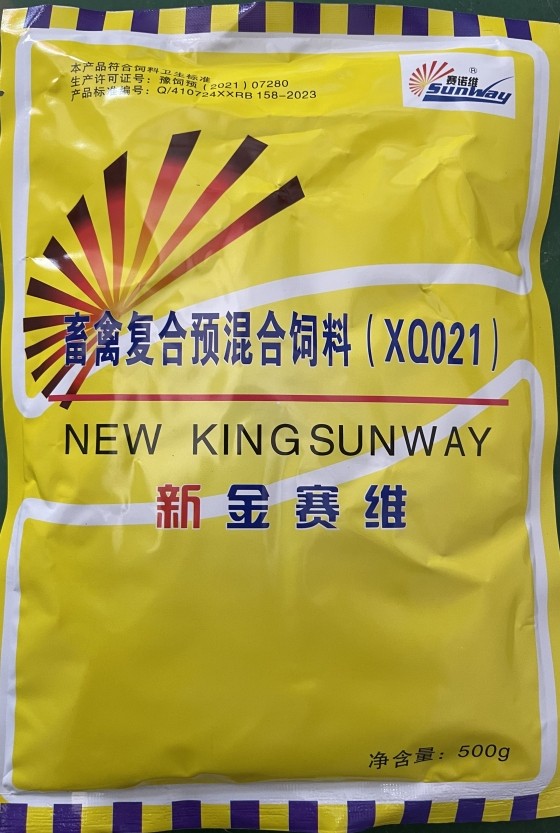 本产品符合饲料卫生标准
生产许可证号：豫饲预（2021）07280
产品标准编号：Q/410724XXRB 158-2023
赛诺维®
Sunway
畜禽复合预混合饲料（XQ021）
NEW KINGSUNWAY
新金赛维
净含量：500g